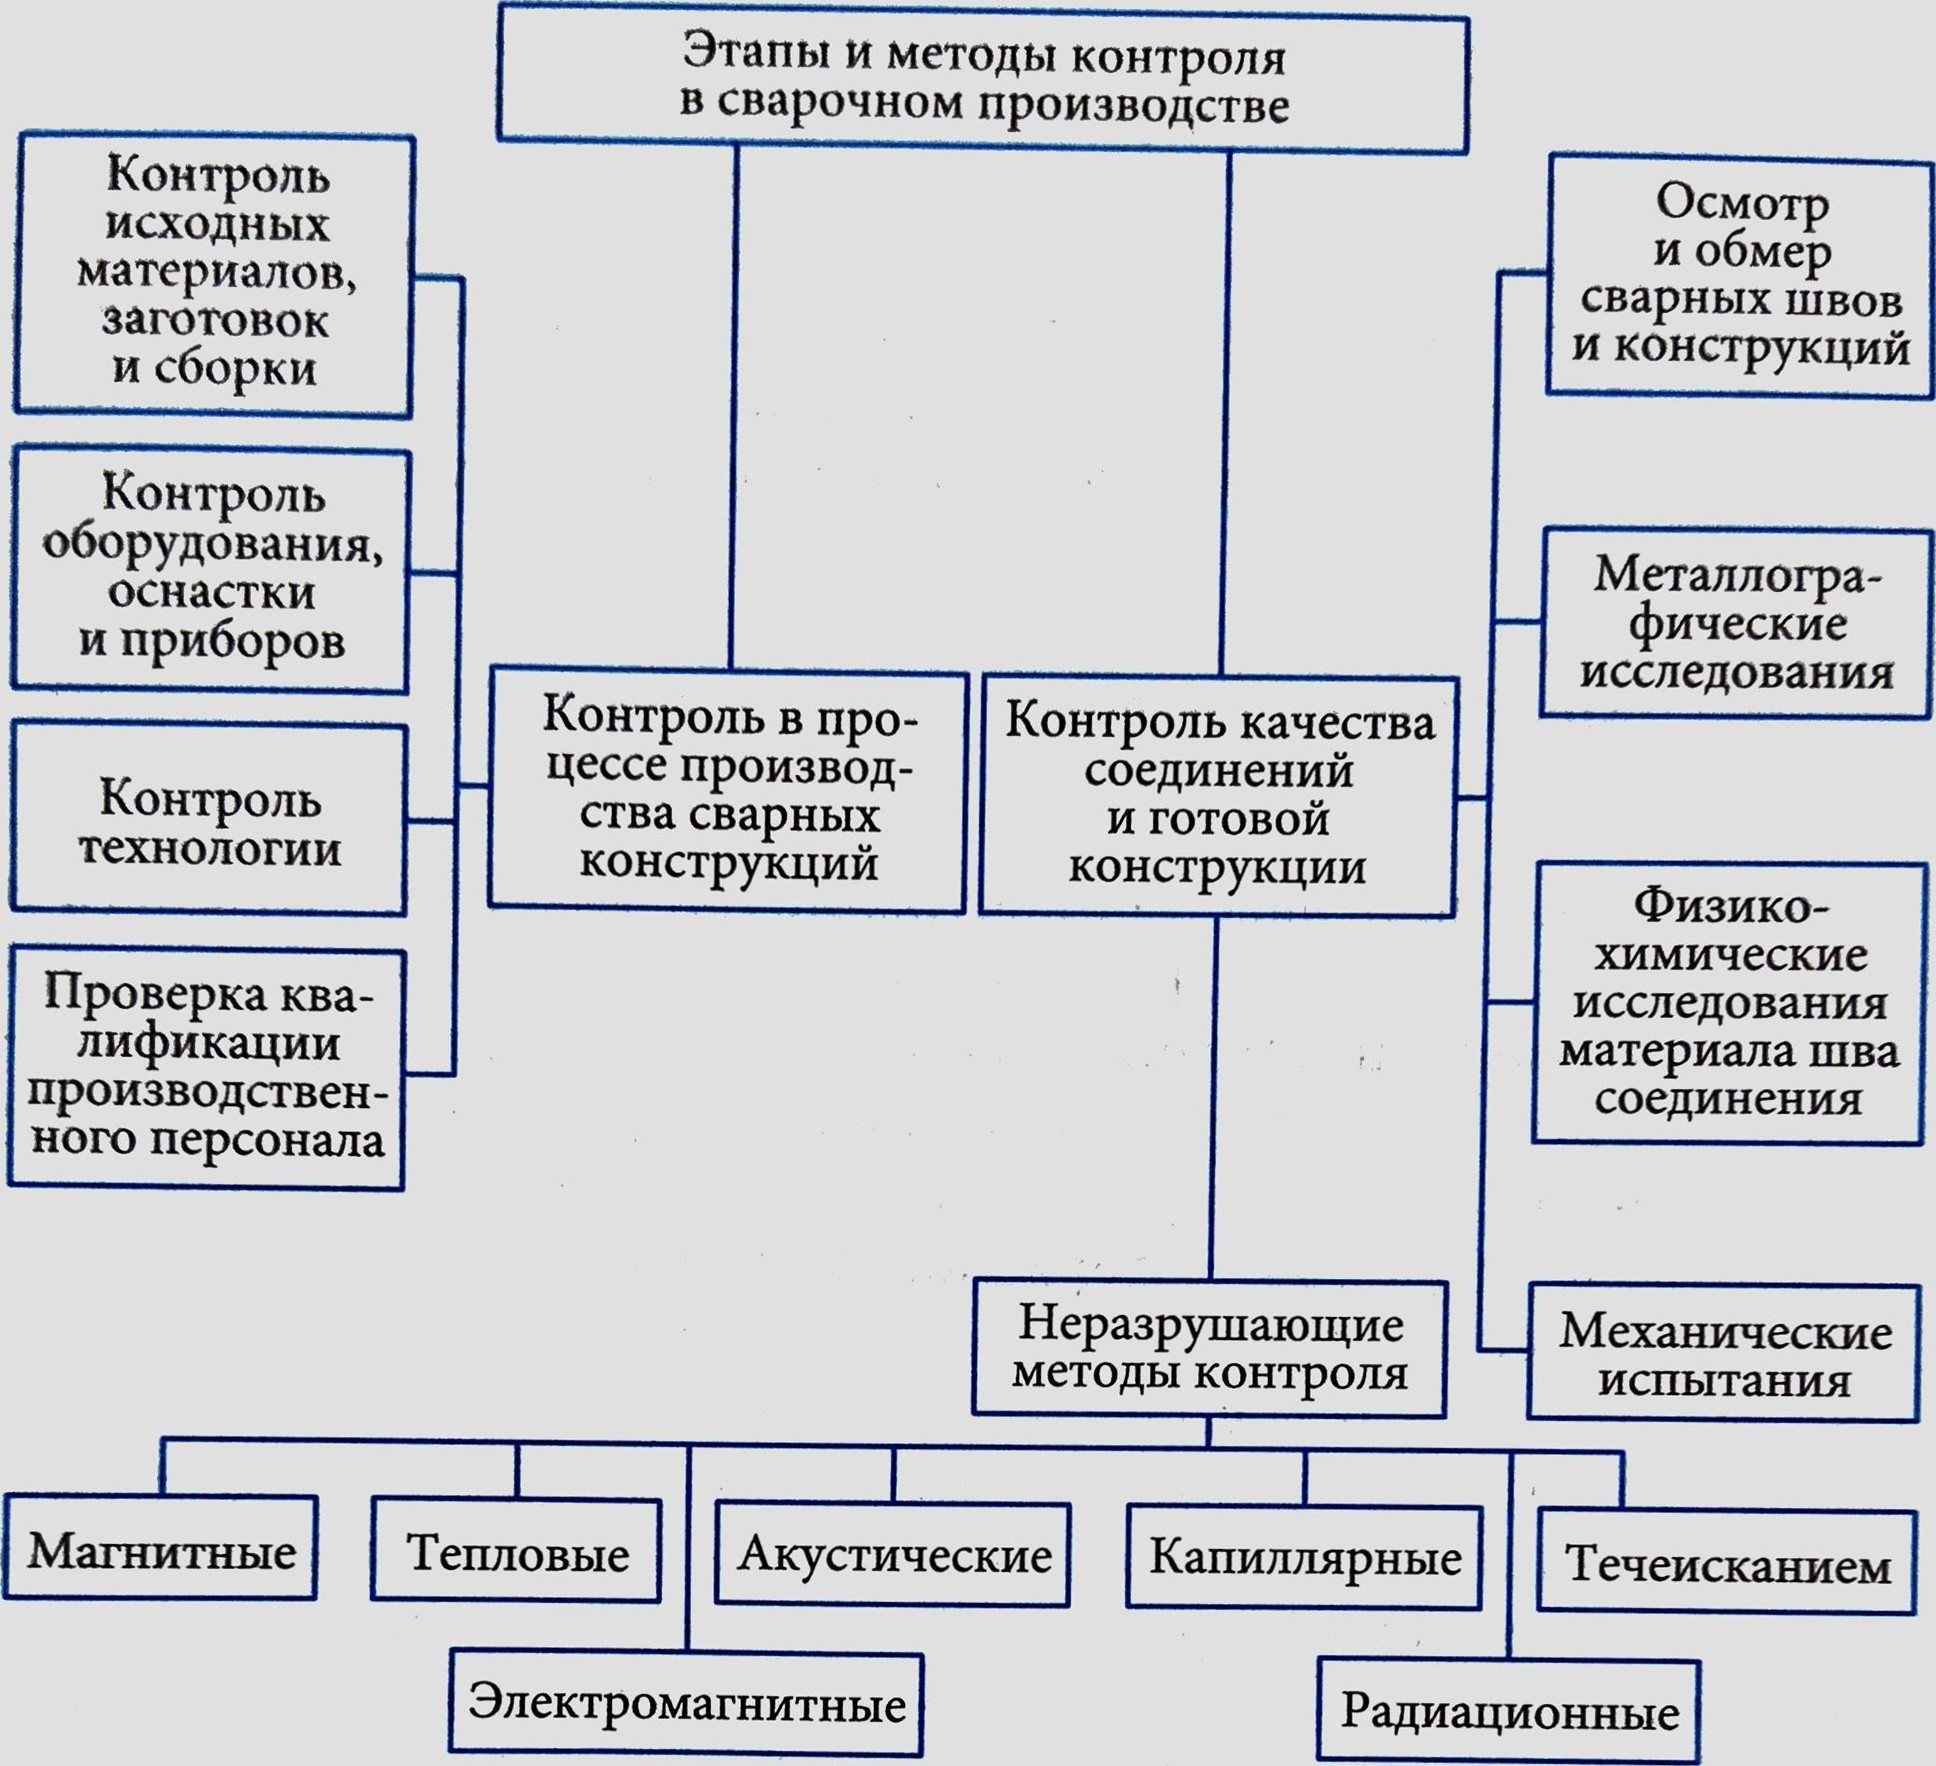 Этапы и методы контроля
в сварочном производстве
Контроль
исходных
материалов,
заготовок
и сборки
Контроль
оборудования,
оснастки
и приборов
Контроль
технологии
Проверка ква-
лификации
производствен-
ного персонала
Контроль в про-
цессе производ-
ства сварных
конструкций
Контроль качества
соединений
и готовой
конструкции
Осмотр
и обмер
сварных швов
и конструкций
Металлогра-
фические
исследования
Физико-
химические
исследования
материала шва
соединения
Механические
испытания
Неразрушающие
методы контроля
Магнитные
Тепловые
Акустические
Капиллярные
Течеисканием
Электромагнитные
Радиационные